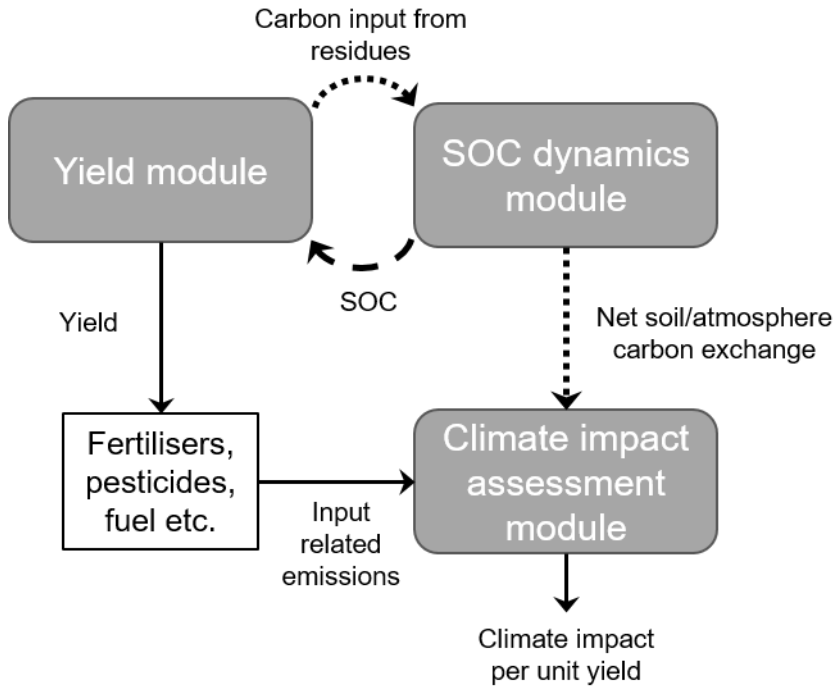 Carbon input from
residues
Yield module
SOC dynamics
module
SOC
Yield
Net soil/atmosphere
carbon exchange
Fertilisers,
pesticides,
fuel etc.
Climate impact
assessment
module
Input
related
emissions
Climate impact
per unit yield